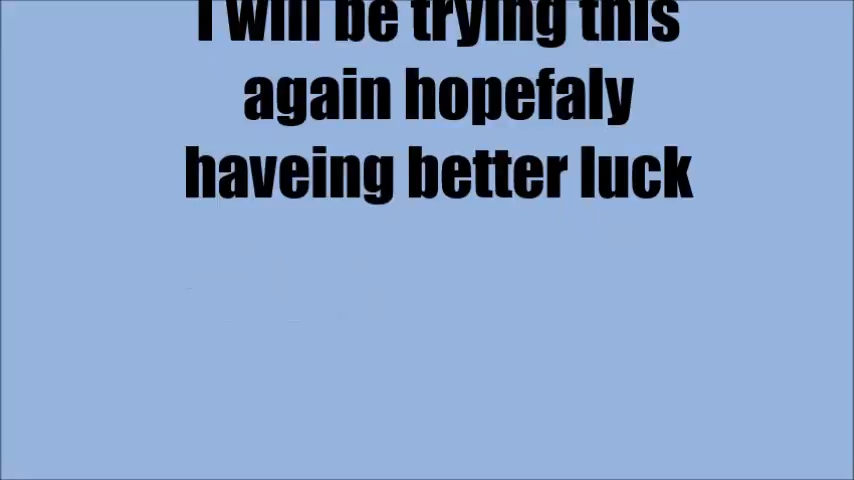 I will be trying this
again hopefaly
haveing better luck